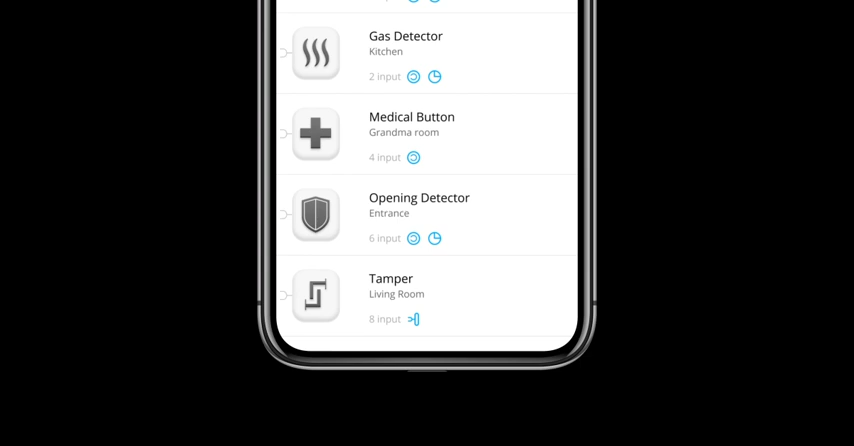 Gas Detector
Kitchen
2 input
Medical Button
Grandma room
4 input
Opening Detector
Entrance
6 input
Tamper
Living Room
8 input